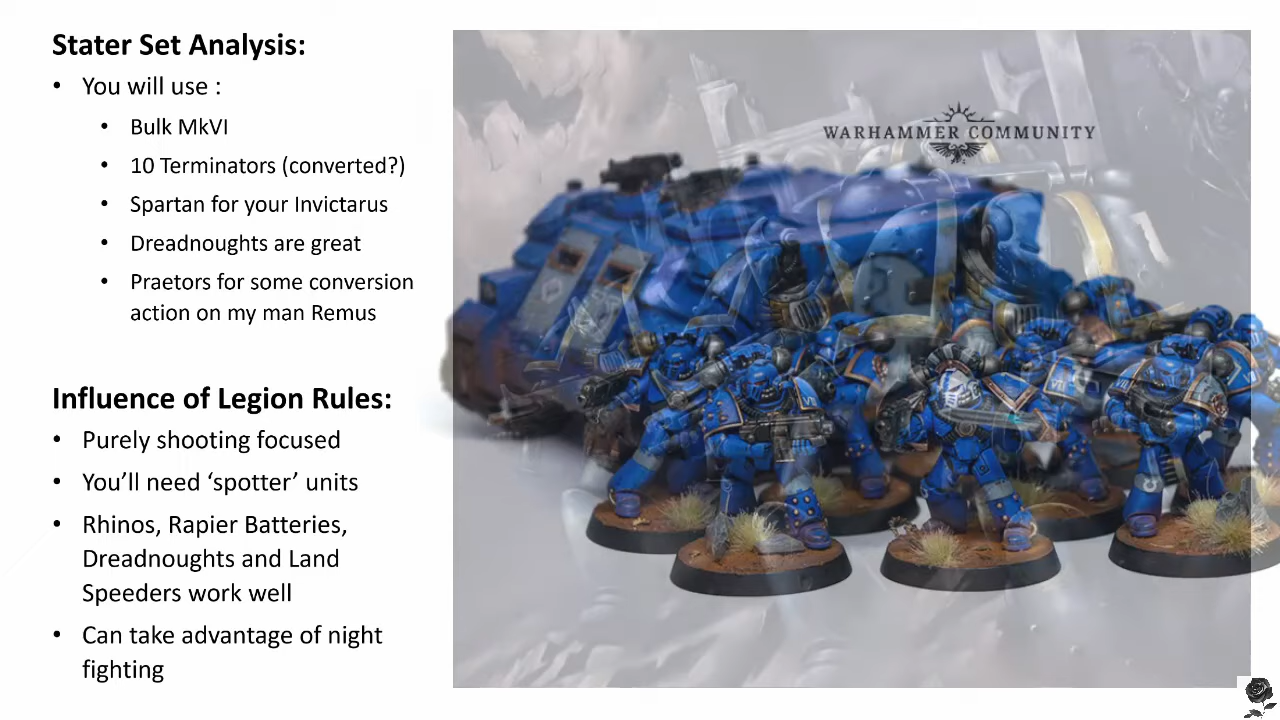 Stater Set Analysis:
• You will use :
• Bulk MkVI
• 10 Terminators (converted?)
• Spartan for your Invictarus
• Dreadnoughts are great
• Praetors for some conversion
action on my man Remus
Influence of Legion Rules:
• Purely shooting focused
• You’ll need ‘spotter’ units
• Rhinos, Rapier Batteries,
Dreadnoughts and Land
Speeders work well
• Can take advantage of night
fighting
WARHAMMER COMMUNITY